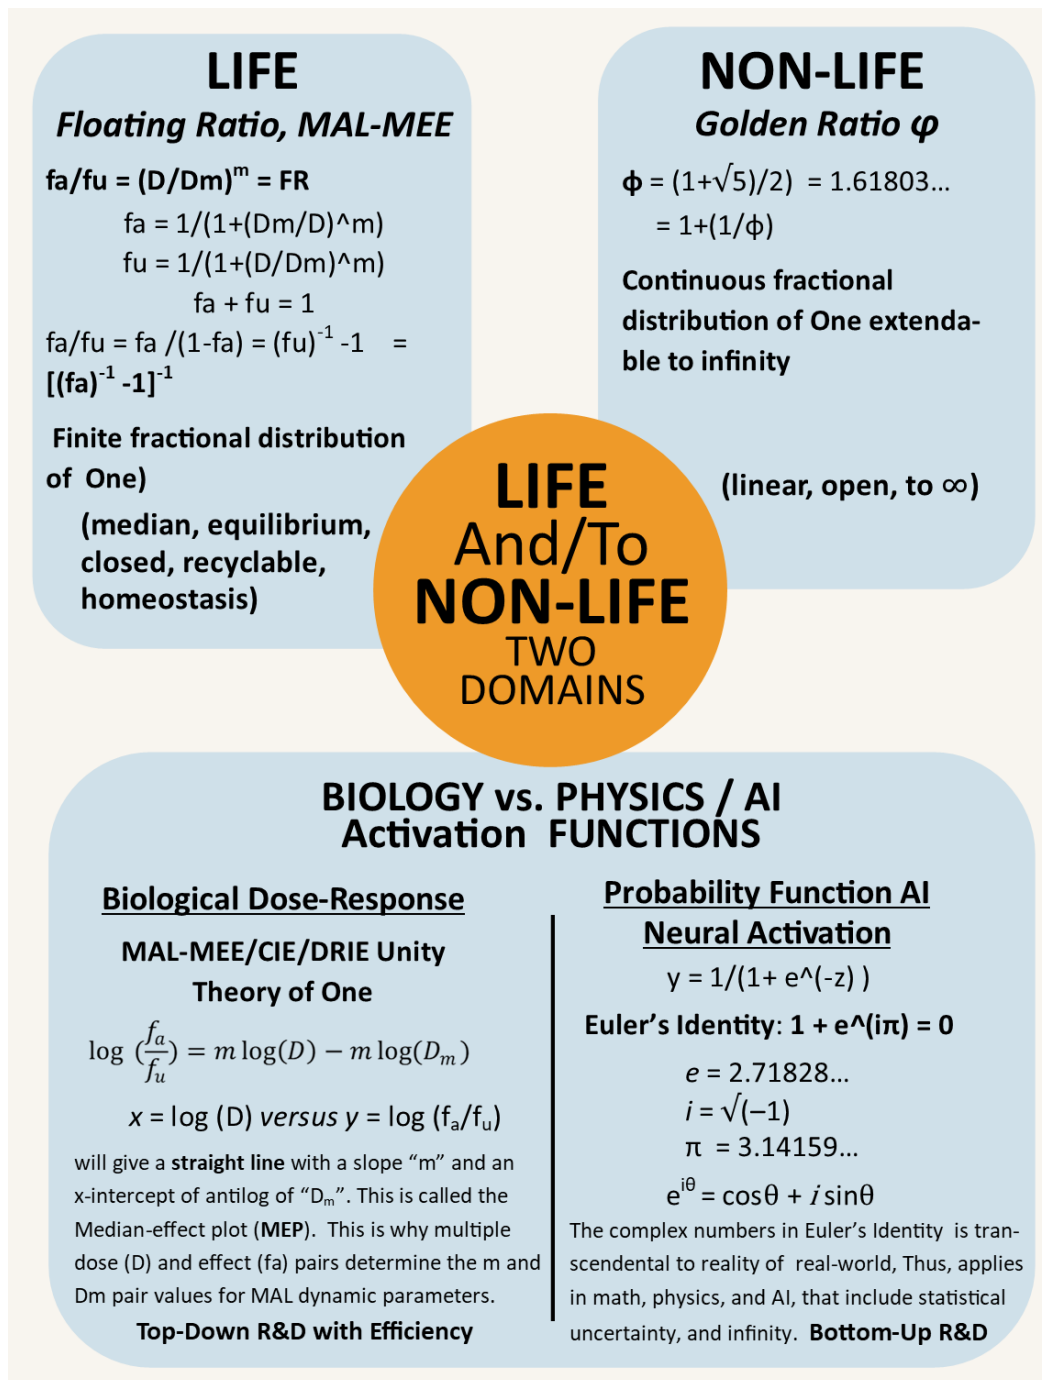 LIFE
Floating Ratio, MAL-MEE
fa/fu = (D/Dm)^m = FR
fa = 1/(1+(Dm/D)^m)
fu = 1/(1+(D/Dm)^m)
fa + fu = 1
fa/fu = fa /(1-fa) = (fu)^-1 -1 =
[(fa)^-1 -1]^-1
Finite fractional distribution
of One)
(median, equilibrium,
closed, recyclable,
homeostasis)
NON-LIFE
Golden Ratio φ
ϕ = (1+√5)/2) = 1.61803...
= 1+(1/ϕ)
Continuous fractional
distribution of One extenda-
ble to infinity
(linear, open, to ∞)
LIFE
And/To
NON-LIFE
TWO
DOMAINS
BIOLOGY vs. PHYSICS / AI
Activation FUNCTIONS
Biological Dose-Response
MAL-MEE/CIE/DRIE Unity
Theory of One
log (f_a/f_u) = m log(D) − m log(D_m)
x = log (D) versus y = log (f_a/f_u)
will give a straight line with a slope “m” and an
x-intercept of antilog of “D_m”. This is called the
Median-effect plot (MEP). This is why multiple
dose (D) and effect (fa) pairs determine the m and
Dm pair values for MAL dynamic parameters.
Top-Down R&D with Efficiency
Probability Function AI
Neural Activation
y = 1/(1+ e^(-z) )
Euler’s Identity: 1 + e^(iπ) = 0
e = 2.71828...
i = √(−1)
π = 3.14159...
e^iθ = cosθ + i sinθ
The complex numbers in Euler’s Identity is tran-
scendental to reality of real-world, Thus, applies
in math, physics, and AI, that include statistical
uncertainty, and infinity. Bottom-Up R&D